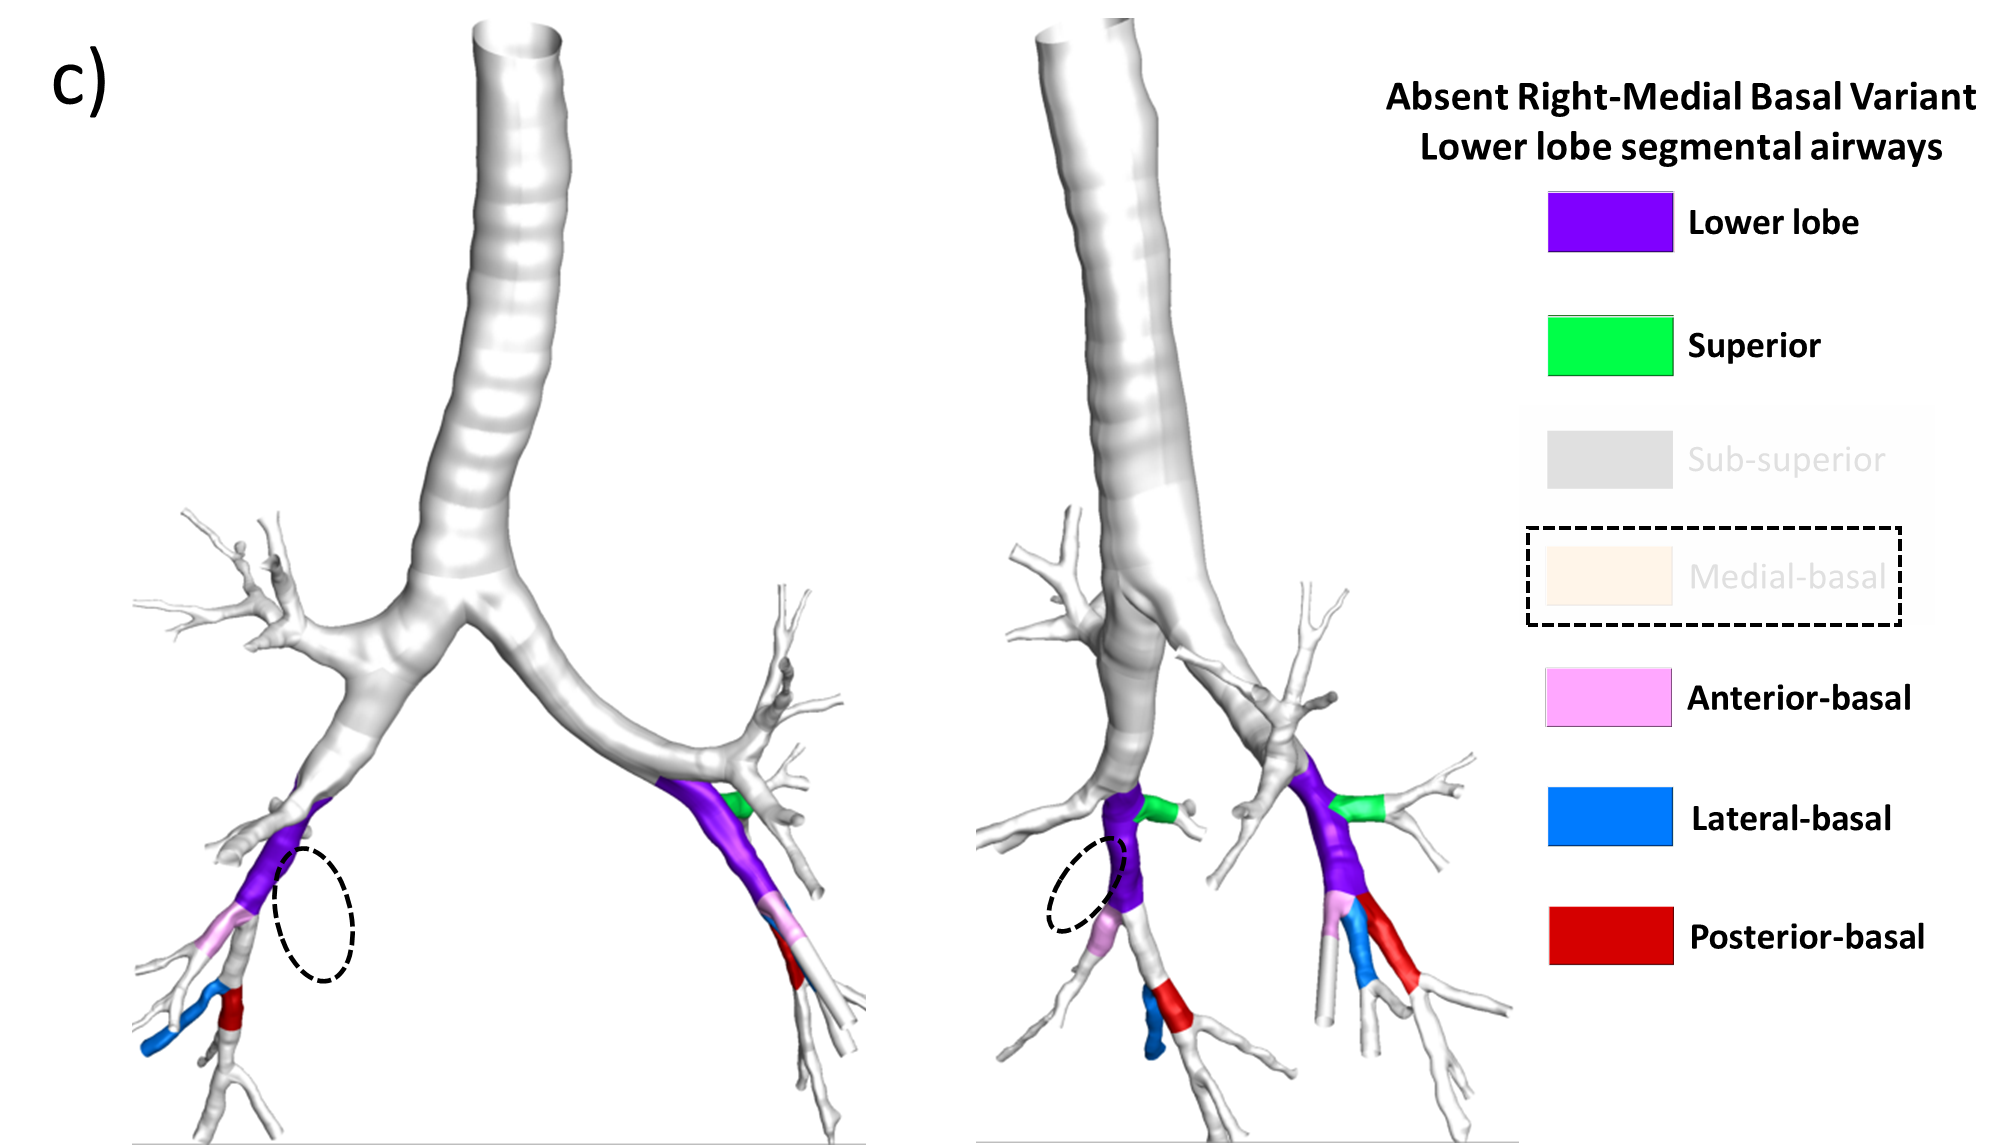 c)
Absent Right-Medial Basal Variant
Lower lobe segmental airways
Lower lobe
Superior
Sub-superior
Medial-basal
Anterior-basal
Lateral-basal
Posterior-basal